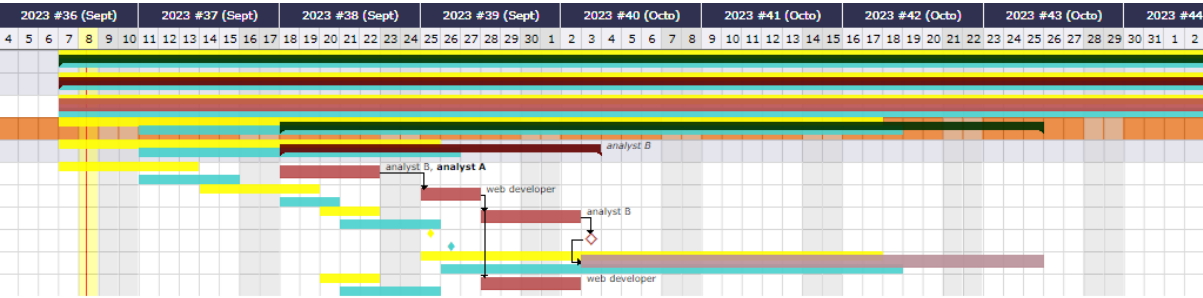 2023 #36 (Sept) 2023 #37 (Sept) 2023 #38 (Sept) 2023 #39 (Sept) 2023 #40 (Octo) 2023 #41 (Octo) 2023 #42 (Octo) 2023 #43 (Octo) 2023 #44
4 5 6 7 8 9 10 11 12 13 14 15 16 17 18 19 20 21 22 23 24 25 26 27 28 29 30 1 2 3 4 5 6 7 8 9 10 11 12 13 14 15 16 17 18 19 20 21 22 23 24 25 26 27 28 29 30 31 1 2
analyst B
analyst B, analyst A
web developer
analyst B
web developer